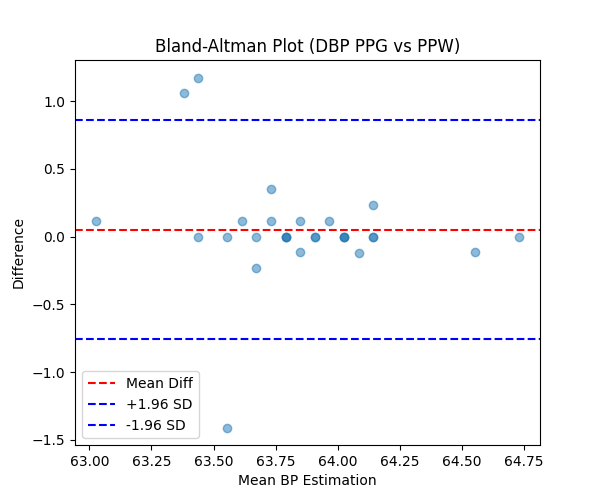 Bland-Altman Plot (DBP PPG vs PPW)
Difference
1.0
0.5
0.0
−0.5
−1.0
−1.5
Mean Diff
+1.96 SD
-1.96 SD
63.00 63.25 63.50 63.75 64.00 64.25 64.50 64.75
Mean BP Estimation